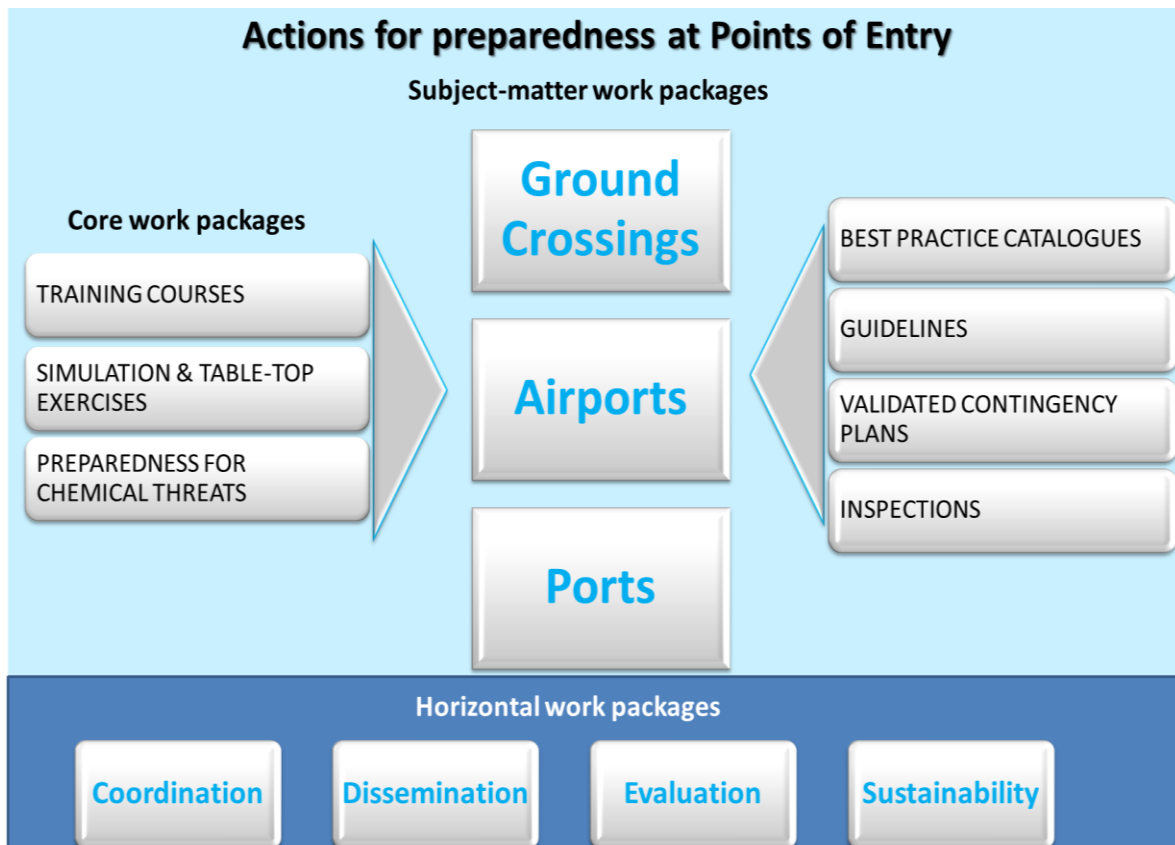 Actions for preparedness at Points of Entry
Subject-matter work packages
Core work packages
TRAINING COURSES
SIMULATION & TABLE-TOP
EXERCISES
PREPAREDNESS FOR
CHEMICAL THREATS
Ground
Crossings
Airports
Ports
BEST PRACTICE CATALOGUES
GUIDELINES
VALIDATED CONTINGENCY
PLANS
INSPECTIONS
Horizontal work packages
Coordination
Dissemination
Evaluation
Sustainability